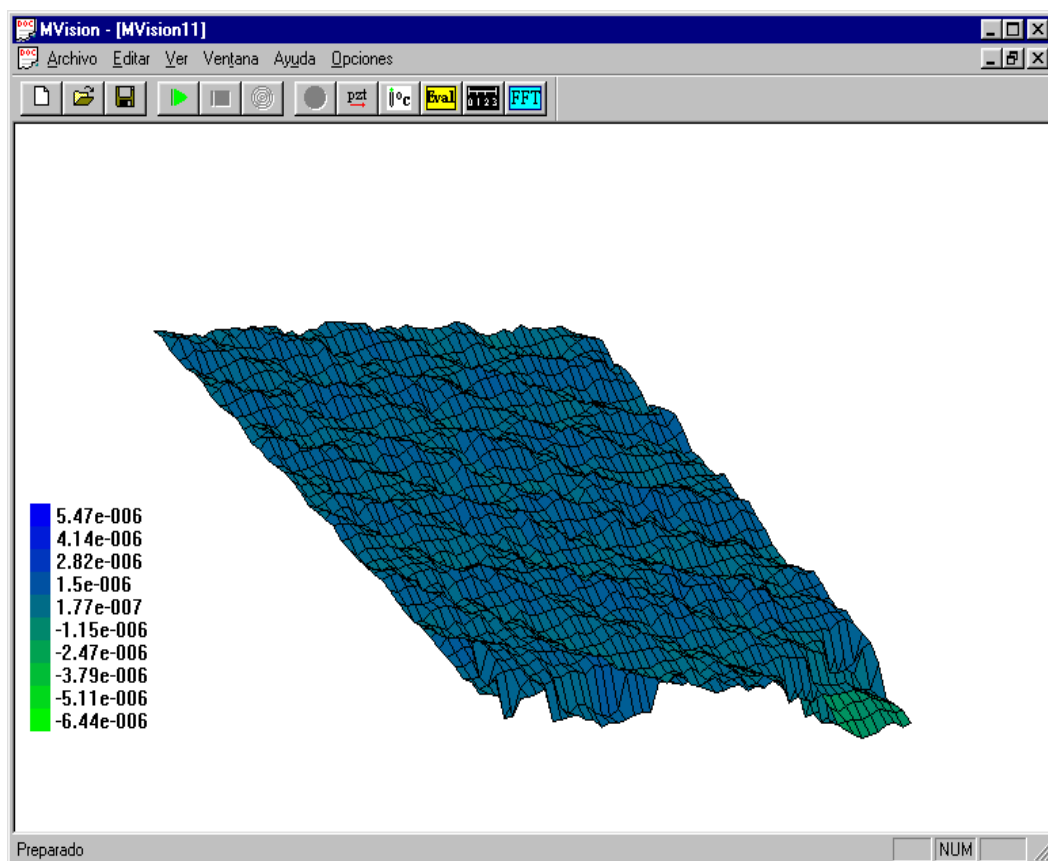 MVision - [MVision11]
Archivo Editar Ver Ventana Ayuda Opciones
pzt Eval 0123 FFT
5.47e-006
4.14e-006
2.82e-006
1.5e-006
1.77e-007
-1.15e-006
-2.47e-006
-3.79e-006
-5.11e-006
-6.44e-006
Preparado NUM